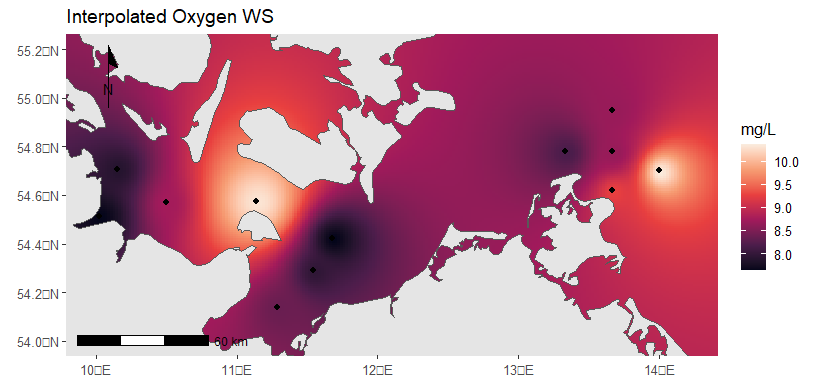 Interpolated Oxygen WS
55.2□N
55.0□N
54.8□N
54.6□N
54.4□N
54.2□N
54.0□N
N
60 km
10□E
11□E
12□E
13□E
14□E
mg/L
10.0
9.5
9.0
8.5
8.0